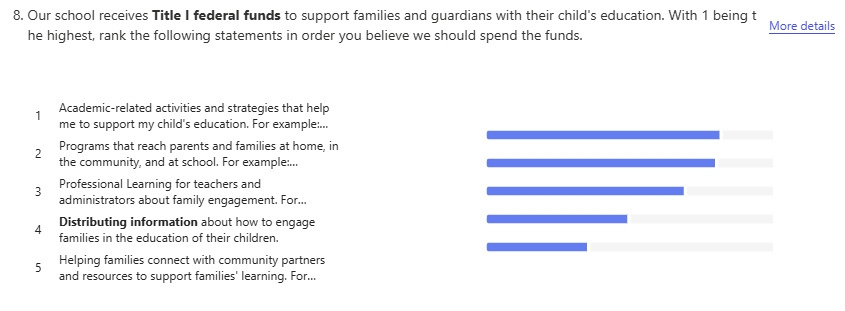 8. Our school receives Title I federal funds to support families and guardians with their child's education. With 1 being t
he highest, rank the following statements in order you believe we should spend the funds.
More details
1 Academic-related activities and strategies that help
me to support my child's education. For example:...
2 Programs that reach parents and families at home, in
the community, and at school. For example:...
3 Professional Learning for teachers and
administrators about family engagement. For...
4 Distributing information about how to engage
families in the education of their children.
5 Helping families connect with community partners
and resources to support families' learning. For...